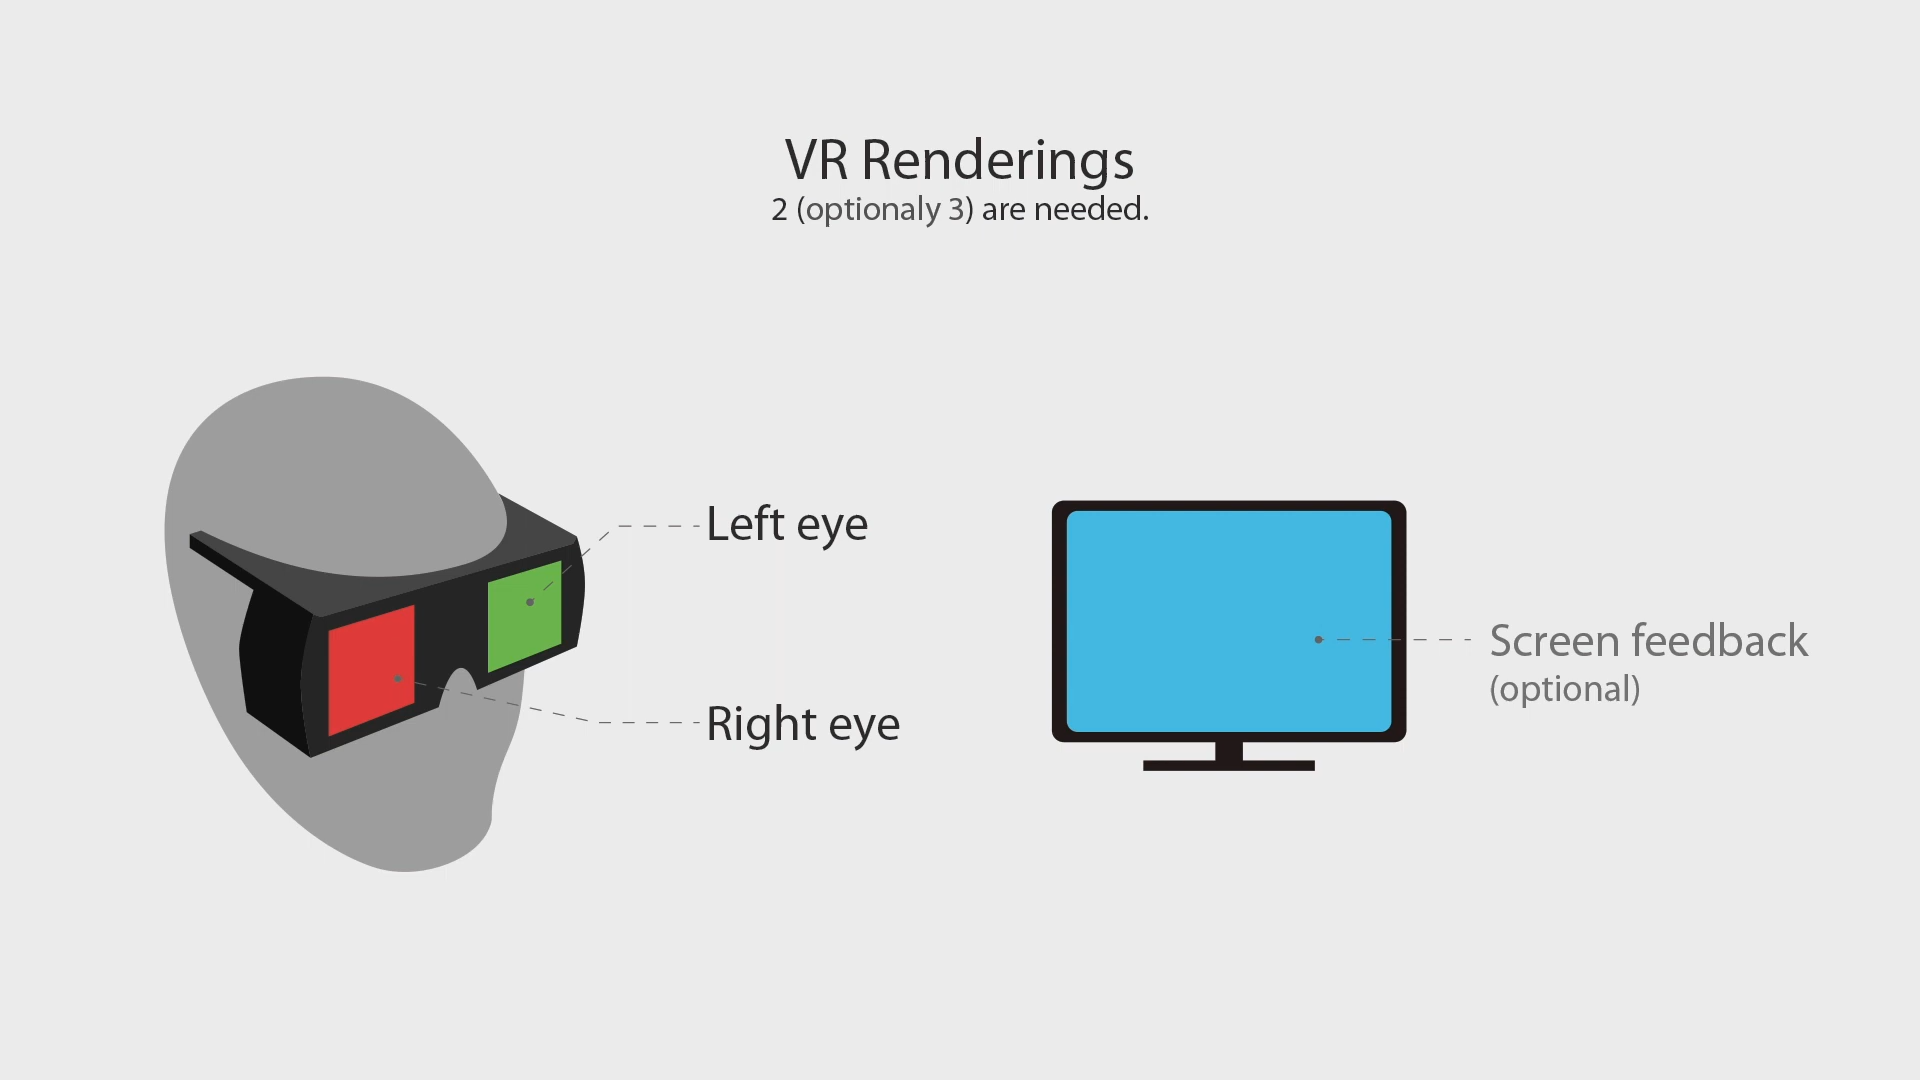 VR Renderings
2 (optionaly 3) are needed.
Left eye
Right eye
Screen feedback
(optional)